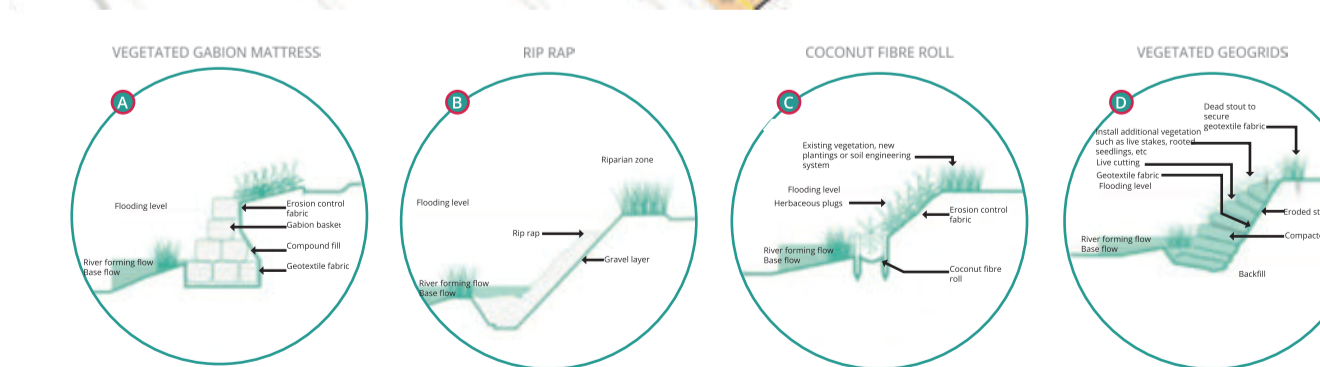 VEGETATED GABION MATTRESS
A
Flooding level
Erosion control
fabric
Gabion basket
Compound fill
Geotextile fabric
River forming flow
Base flow
RIP RAP
B
Riparian zone
Flooding level
Rip rap
Gravel layer
River forming flow
Base flow
COCONUT FIBRE ROLL
C
Existing vegetation, new
plantings or soil engineering
system
Flooding level
Herbaceous plugs
Erosion control
fabric
River forming flow
Base flow
Coconut fibre
roll
VEGETATED GEOGRIDS
D
Dead stout to
secure
geotextile fabric
Install additional vegetation
such as live stakes, rooted
seedlings, etc
Live cutting
Geotextile fabric
Flooding level
Eroded st
Compact
River forming flow
Base flow
Backfill